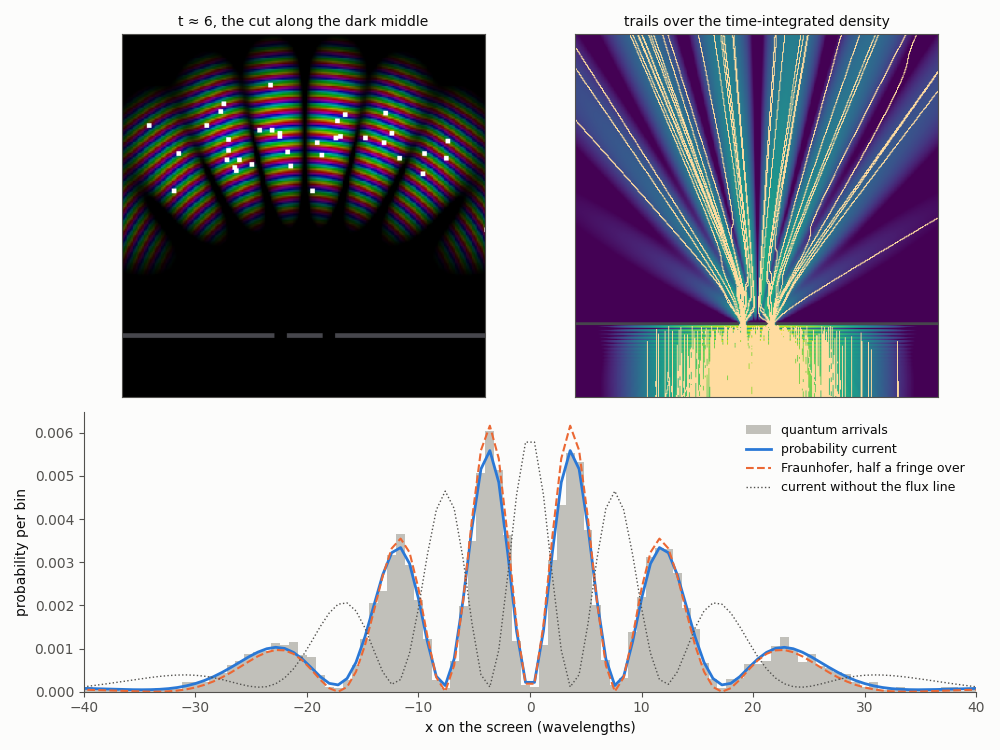 t ≈ 6, the cut along the dark middle
trails over the time-integrated density
quantum arrivals
probability current
Fraunhofer, half a fringe over
current without the flux line
probability per bin
0.006
0.005
0.004
0.003
0.002
0.001
0.000
−40
−30
−20
−10
0
10
20
30
40
x on the screen (wavelengths)